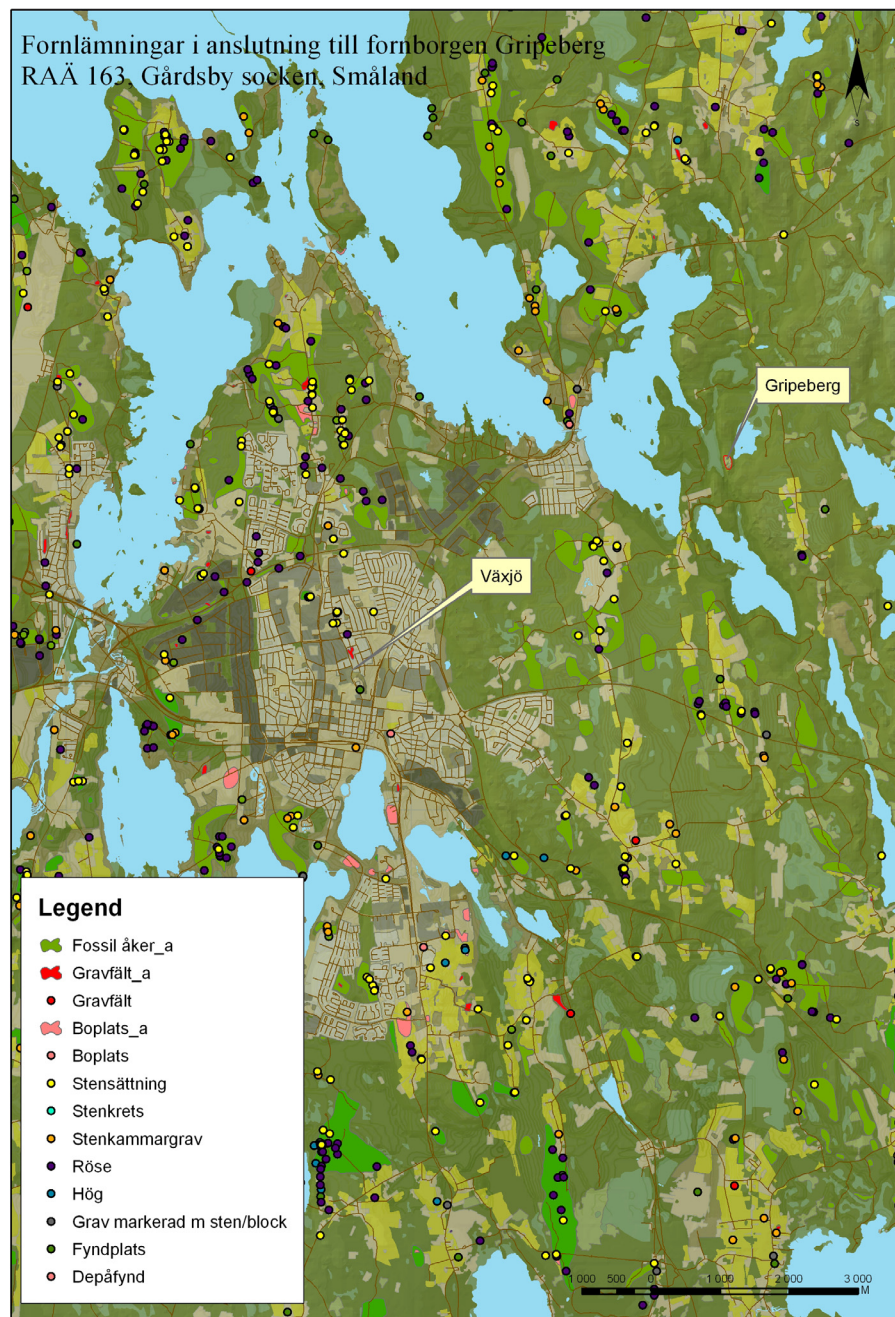 Fornlämningar i anslutning till fornborgen Gripeberg
RAÄ 163, Gårdsby socken, Småland
N
S
Gripeberg
Växjö
Legend
Fossil åker_a
Gravfält_a
Gravfält
Boplats_a
Boplats
Stensättning
Stenkrets
Stenkammargrav
Röse
Hög
Grav markerad m sten/block
Fyndplats
Depåfynd
1 000 500 0 1 000 2 000 3 000
M